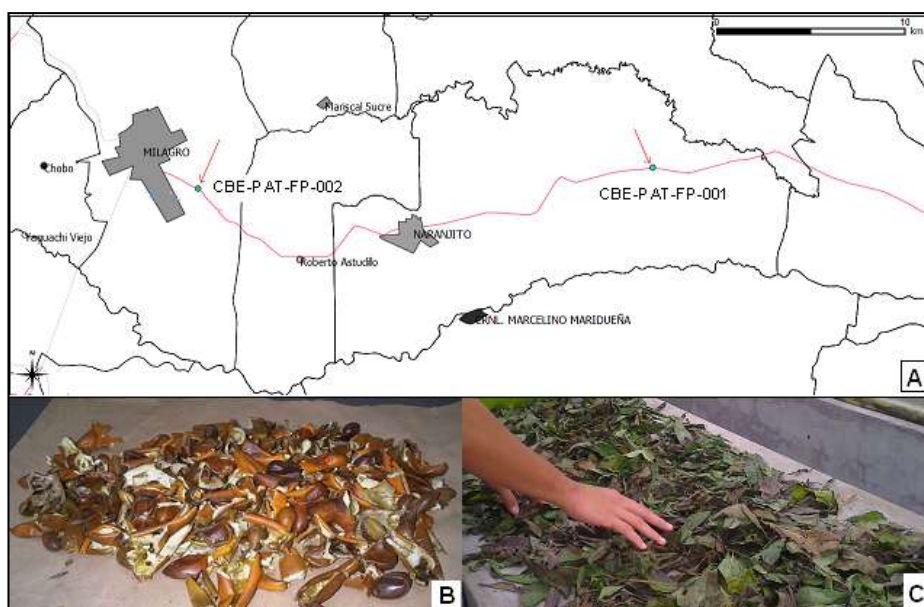 0 10
km
Mariscal Sucre
MILAGRO
Chobo
CBE-PAT-FP-002
CBE-PAT-FP-001
Yaguachi Viejo
NARANJITO
Roberto Astudillo
CRNL. MARCELINO MARIDUEÑA
N
A
B
C